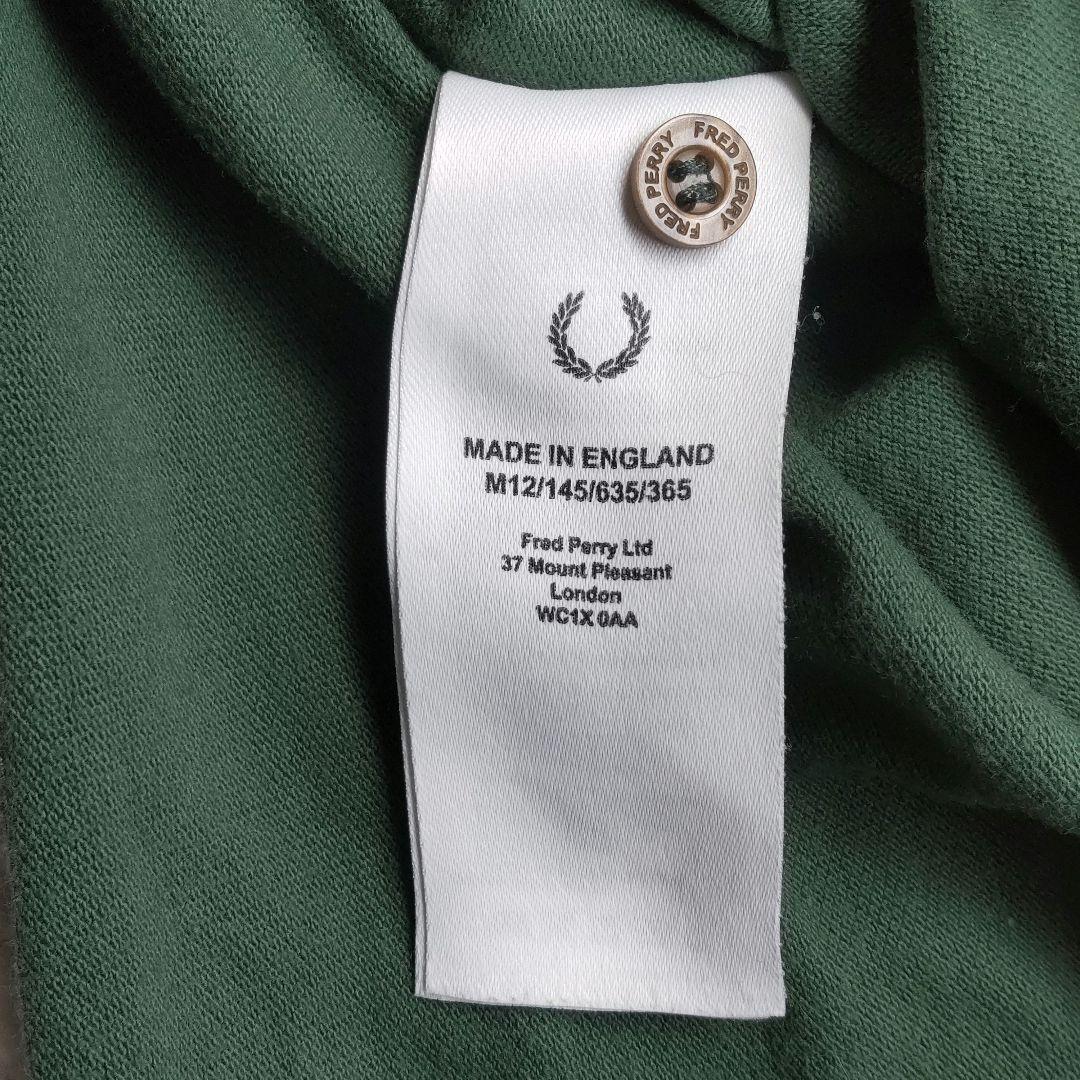 FRED PERRY
FRED PERRY
MADE IN ENGLAND
M12/145/635/365
Fred Perry Ltd
37 Mount Pleasant
London
WC1X 0AA